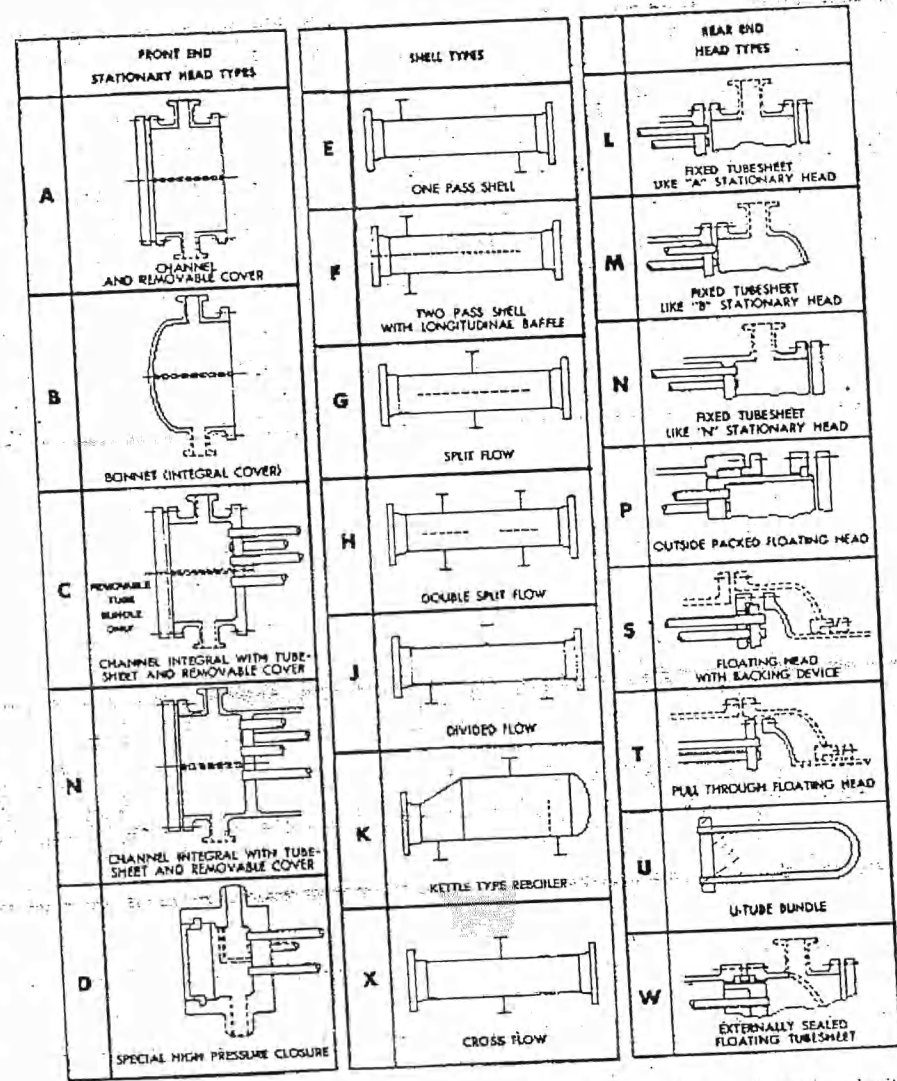 FRONT END
STATIONARY HEAD TYPES
A
CHANNEL
AND REMOVABLE COVER
B
BONNET (INTEGRAL COVER)
C
REMOVABLE
TUBE
BUNDLE
ONLY
CHANNEL INTEGRAL WITH TUBE-
SHEET AND REMOVABLE COVER
N
CHANNEL INTEGRAL WITH TUBE-
SHEET AND REMOVABLE COVER
D
SPECIAL HIGH PRESSURE CLOSURE
SHELL TYPES
E
ONE PASS SHELL
F
TWO PASS SHELL
WITH LONGITUDINAL BAFFLE
G
SPLIT FLOW
H
DOUBLE SPLIT FLOW
J
DIVIDED FLOW
K
KETTLE TYPE REBOILER
X
CROSS FLOW
REAR END
HEAD TYPES
L
FIXED TUBESHEET
LIKE "A" STATIONARY HEAD
M
FIXED TUBESHEET
LIKE "B" STATIONARY HEAD
N
FIXED TUBESHEET
LIKE "N" STATIONARY HEAD
P
OUTSIDE PACKED FLOATING HEAD
S
FLOATING HEAD
WITH BACKING DEVICE
T
PULL THROUGH FLOATING HEAD
U
U-TUBE BUNDLE
W
EXTERNALLY SEALED
FLOATING TUBESHEET